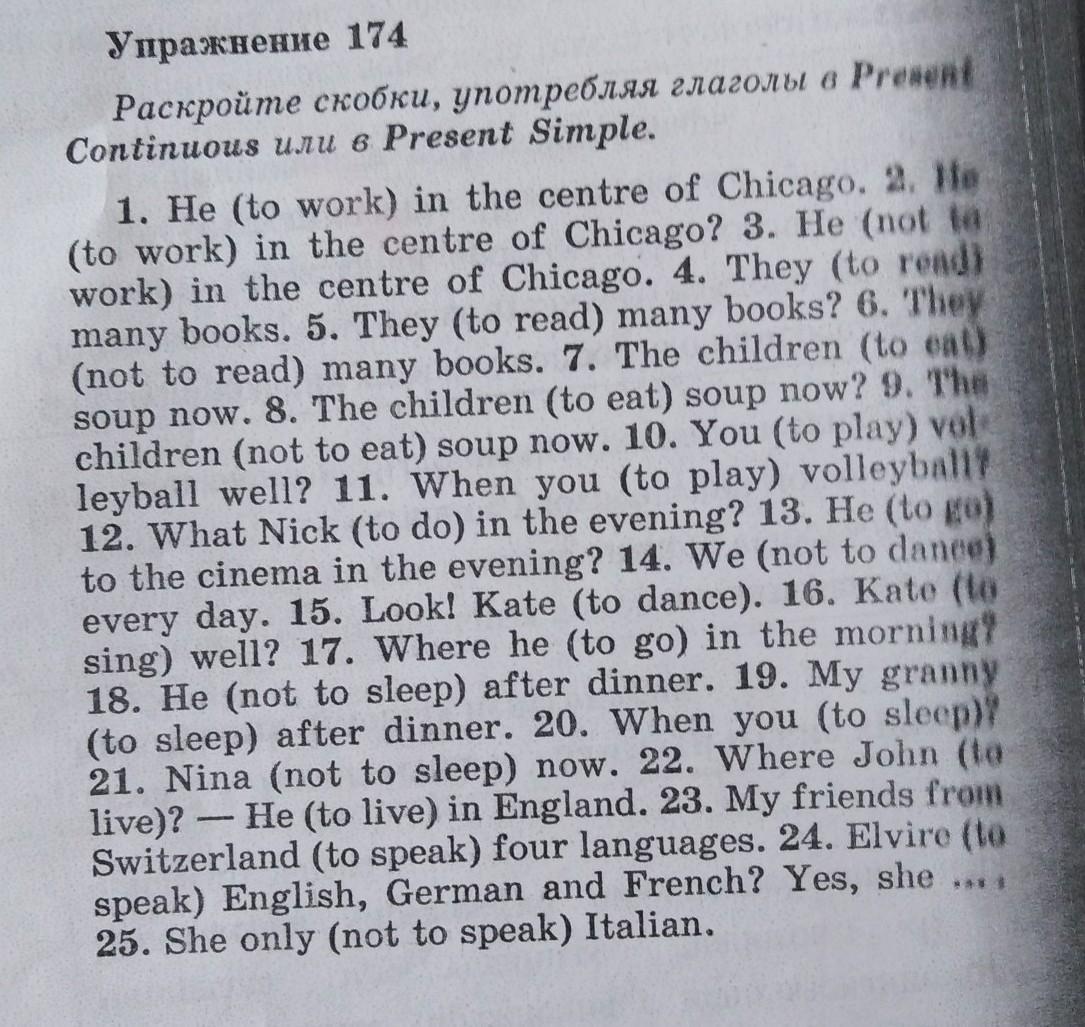 Упражнение 174
Раскройте скобки, употребляя глаголы в Present
Continuous или в Present Simple.
1. He (to work) in the centre of Chicago. 2. He
(to work) in the centre of Chicago? 3. He (not to
work) in the centre of Chicago. 4. They (to read)
many books. 5. They (to read) many books? 6. They
(not to read) many books. 7. The children (to eat)
soup now. 8. The children (to eat) soup now? 9. The
children (not to eat) soup now. 10. You (to play) vol-
leyball well? 11. When you (to play) volleyball?
12. What Nick (to do) in the evening? 13. He (to go)
to the cinema in the evening? 14. We (not to dance)
every day. 15. Look! Kate (to dance). 16. Kate (to
sing) well? 17. Where he (to go) in the morning?
18. He (not to sleep) after dinner. 19. My granny
(to sleep) after dinner. 20. When you (to sleep)?
21. Nina (not to sleep) now. 22. Where John (to
live)? — He (to live) in England. 23. My friends from
Switzerland (to speak) four languages. 24. Elvire (to
speak) English, German and French? Yes, she ... .
25. She only (not to speak) Italian.